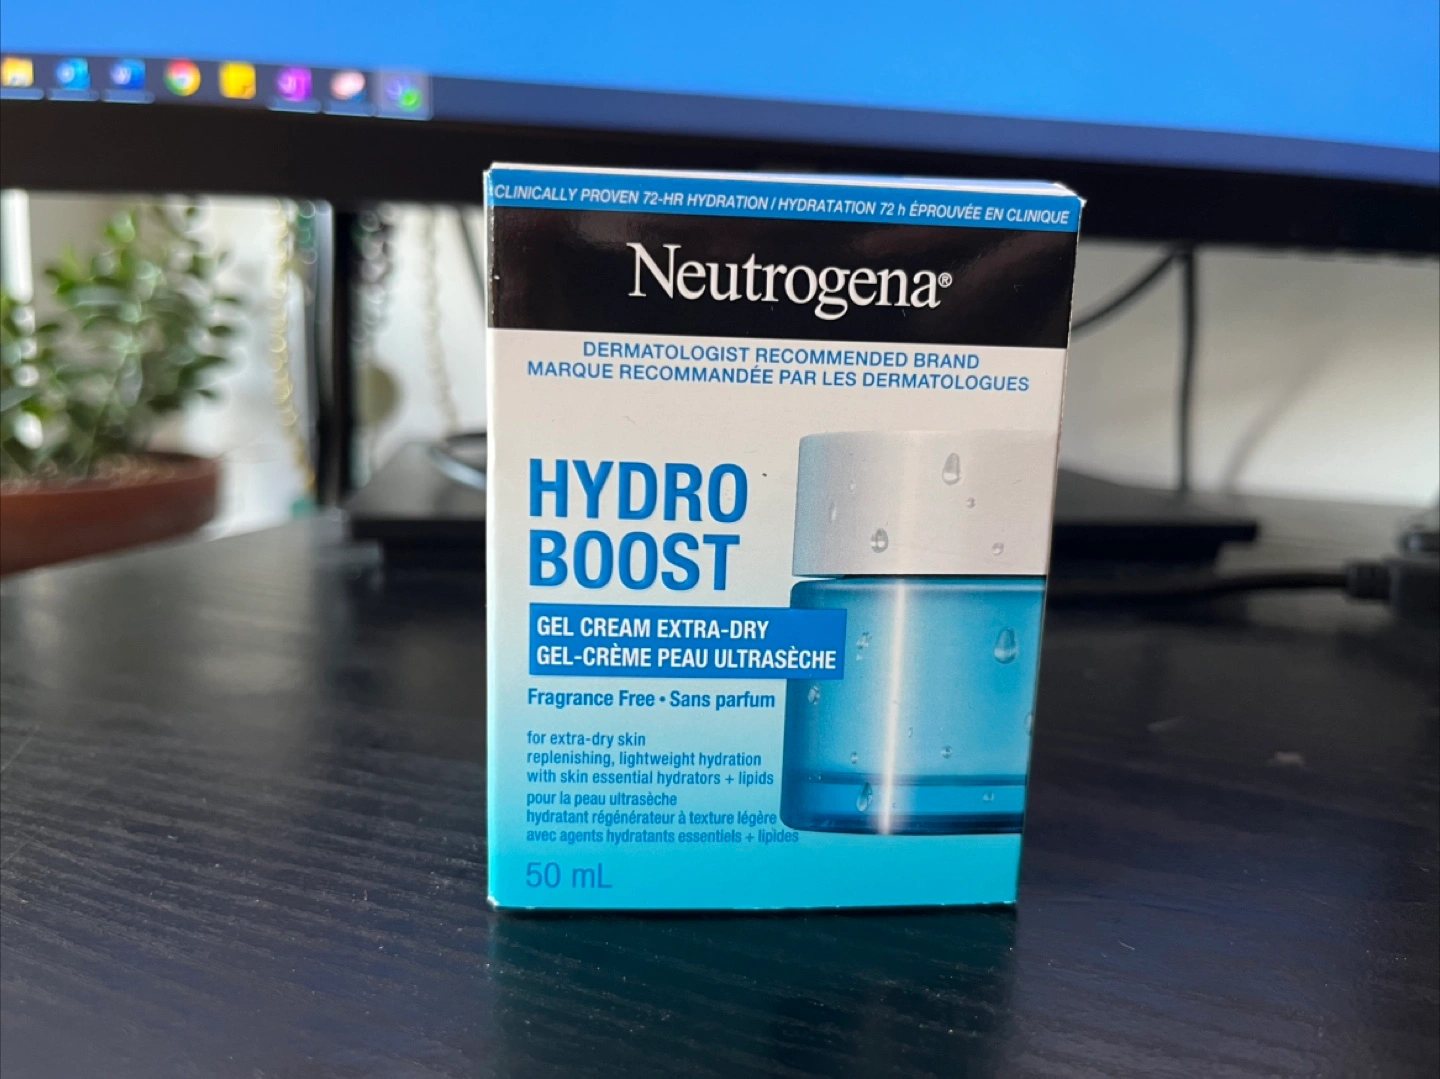 CLINICALLY PROVEN 72-HR HYDRATION / HYDRATATION 72 h ÉPROUVÉE EN CLINIQUE
Neutrogena®
DERMATOLOGIST RECOMMENDED BRAND
MARQUE RECOMMANDÉE PAR LES DERMATOLOGUES
HYDRO
BOOST
GEL CREAM EXTRA-DRY
GEL-CRÈME PEAU ULTRASÈCHE
Fragrance Free • Sans parfum
for extra-dry skin
replenishing, lightweight hydration
with skin essential hydrators + lipids
pour la peau ultrasèche
hydratant régénérateur à texture légère
avec agents hydratants essentiels + lipides
50 mL